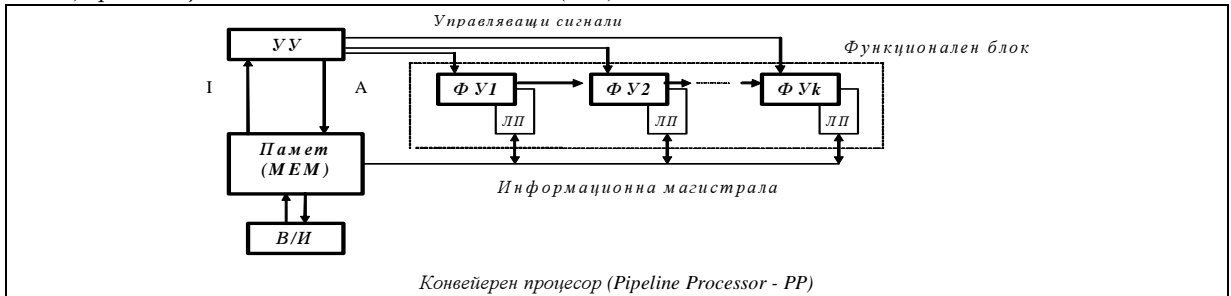 Управляващи сигнали
УУ
Функционален блок
I
A
ФУ1
ФУ2
ФУk
ЛП
ЛП
ЛП
Памет
(МЕМ)
Информационна магистрала
В/И
Конвейерен процесор (Pipeline Processor - PP)